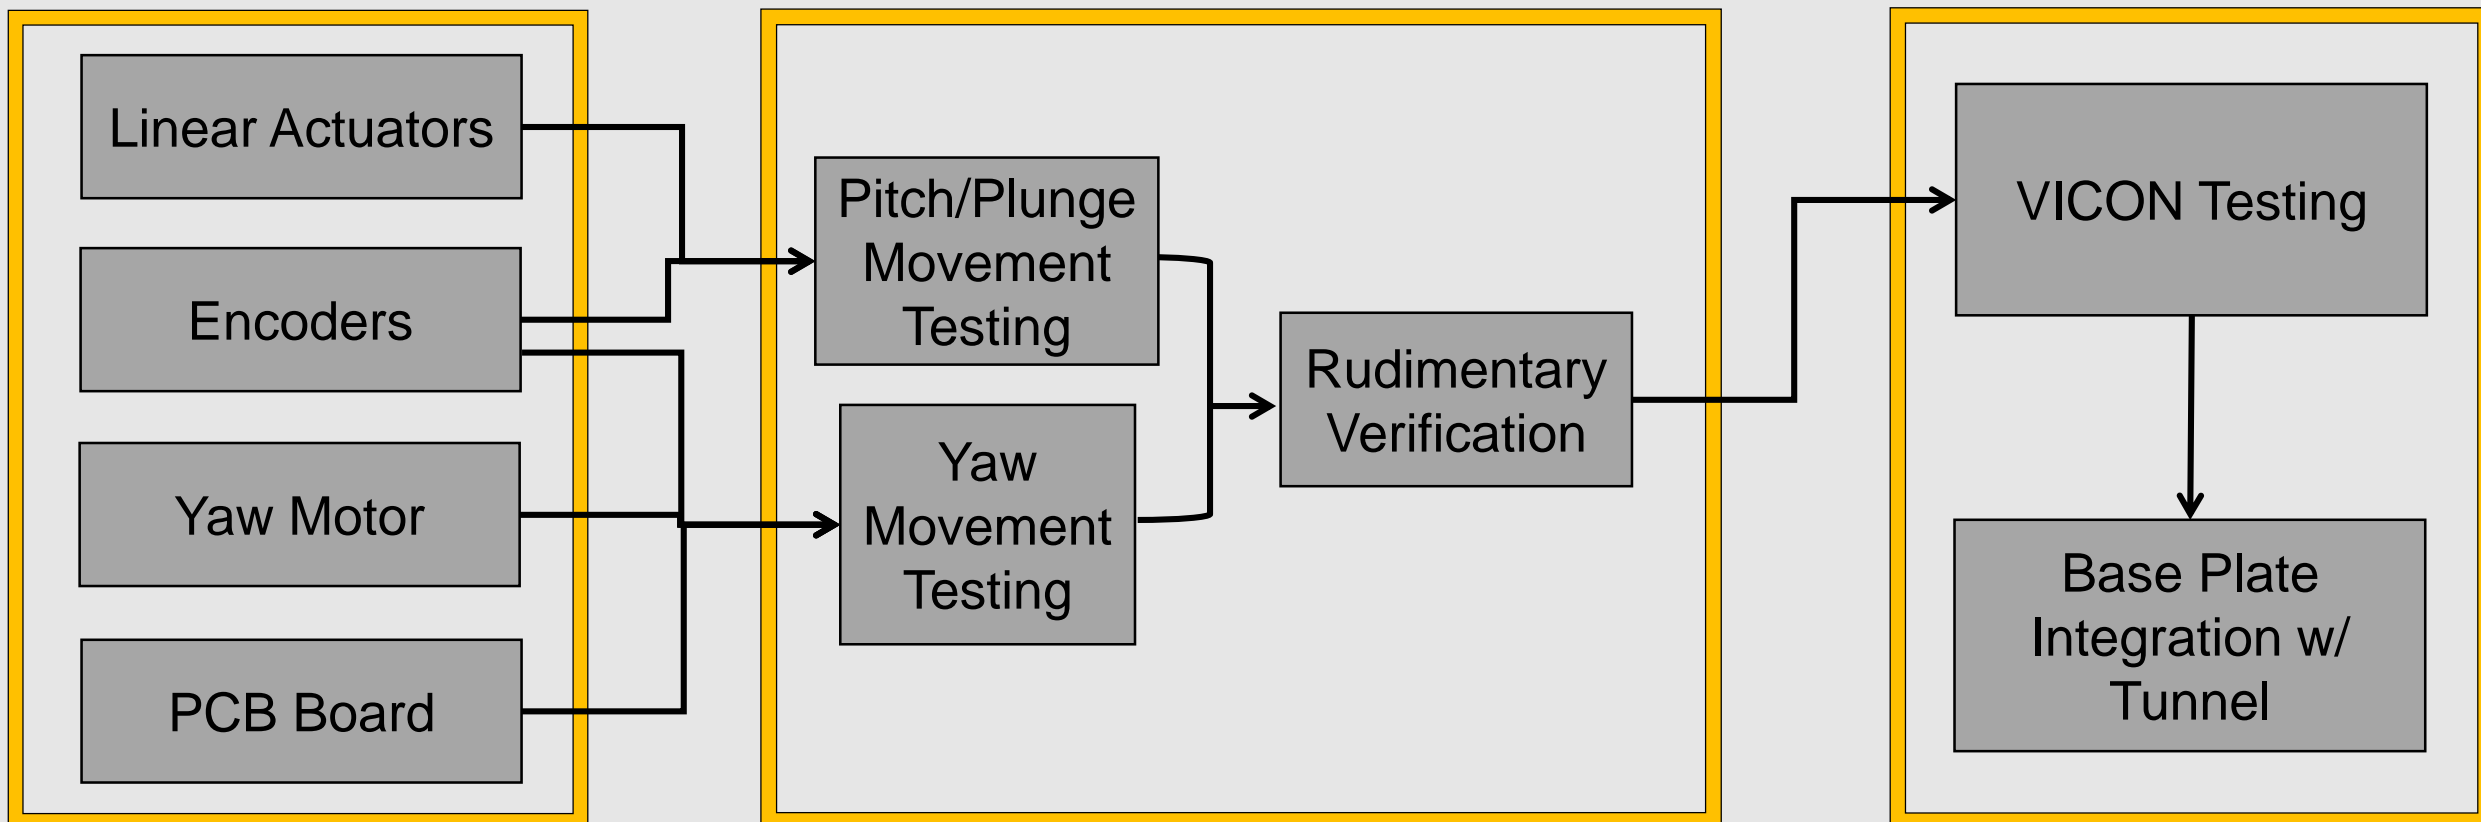 Linear Actuators
Encoders
Yaw Motor
PCB Board
Pitch/Plunge
Movement
Testing
Yaw
Movement
Testing
Rudimentary
Verification
VICON Testing
Base Plate
Integration w/
Tunnel